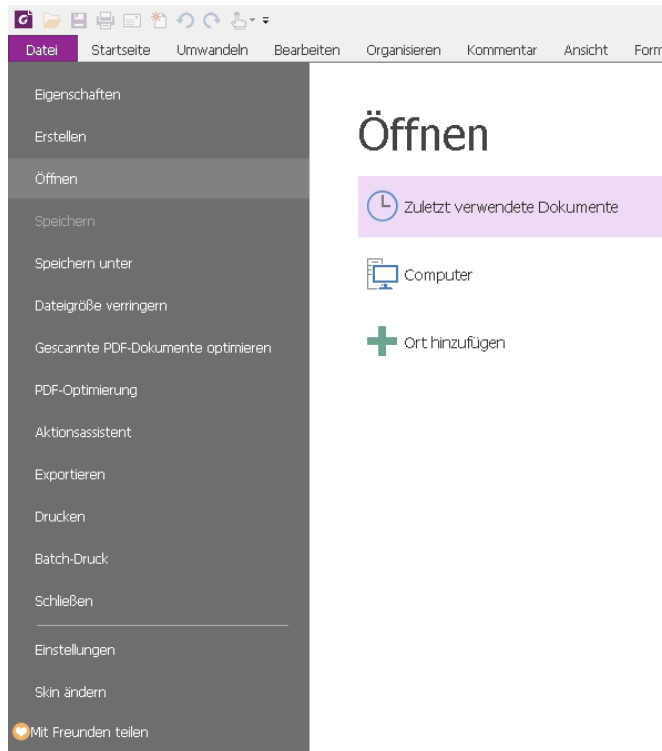 Datei Startseite Umwandeln Bearbeiten Organisieren Kommentar Ansicht Form
Eigenschaften
Erstellen
Öffnen
Speichern
Speichern unter
Dateigröße verringern
Gescannte PDF-Dokumente optimieren
PDF-Optimierung
Aktionsassistent
Exportieren
Drucken
Batch-Druck
Schließen
Einstellungen
Skin ändern
Mit Freunden teilen
Öffnen
Zuletzt verwendete Dokumente
Computer
Ort hinzufügen